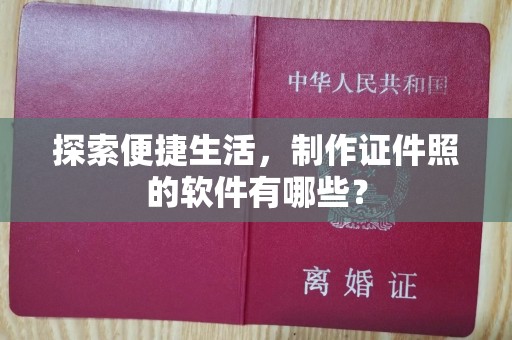 中华人民共和国
探索便捷生活，制作证件照
的软件有哪些？
离婚证